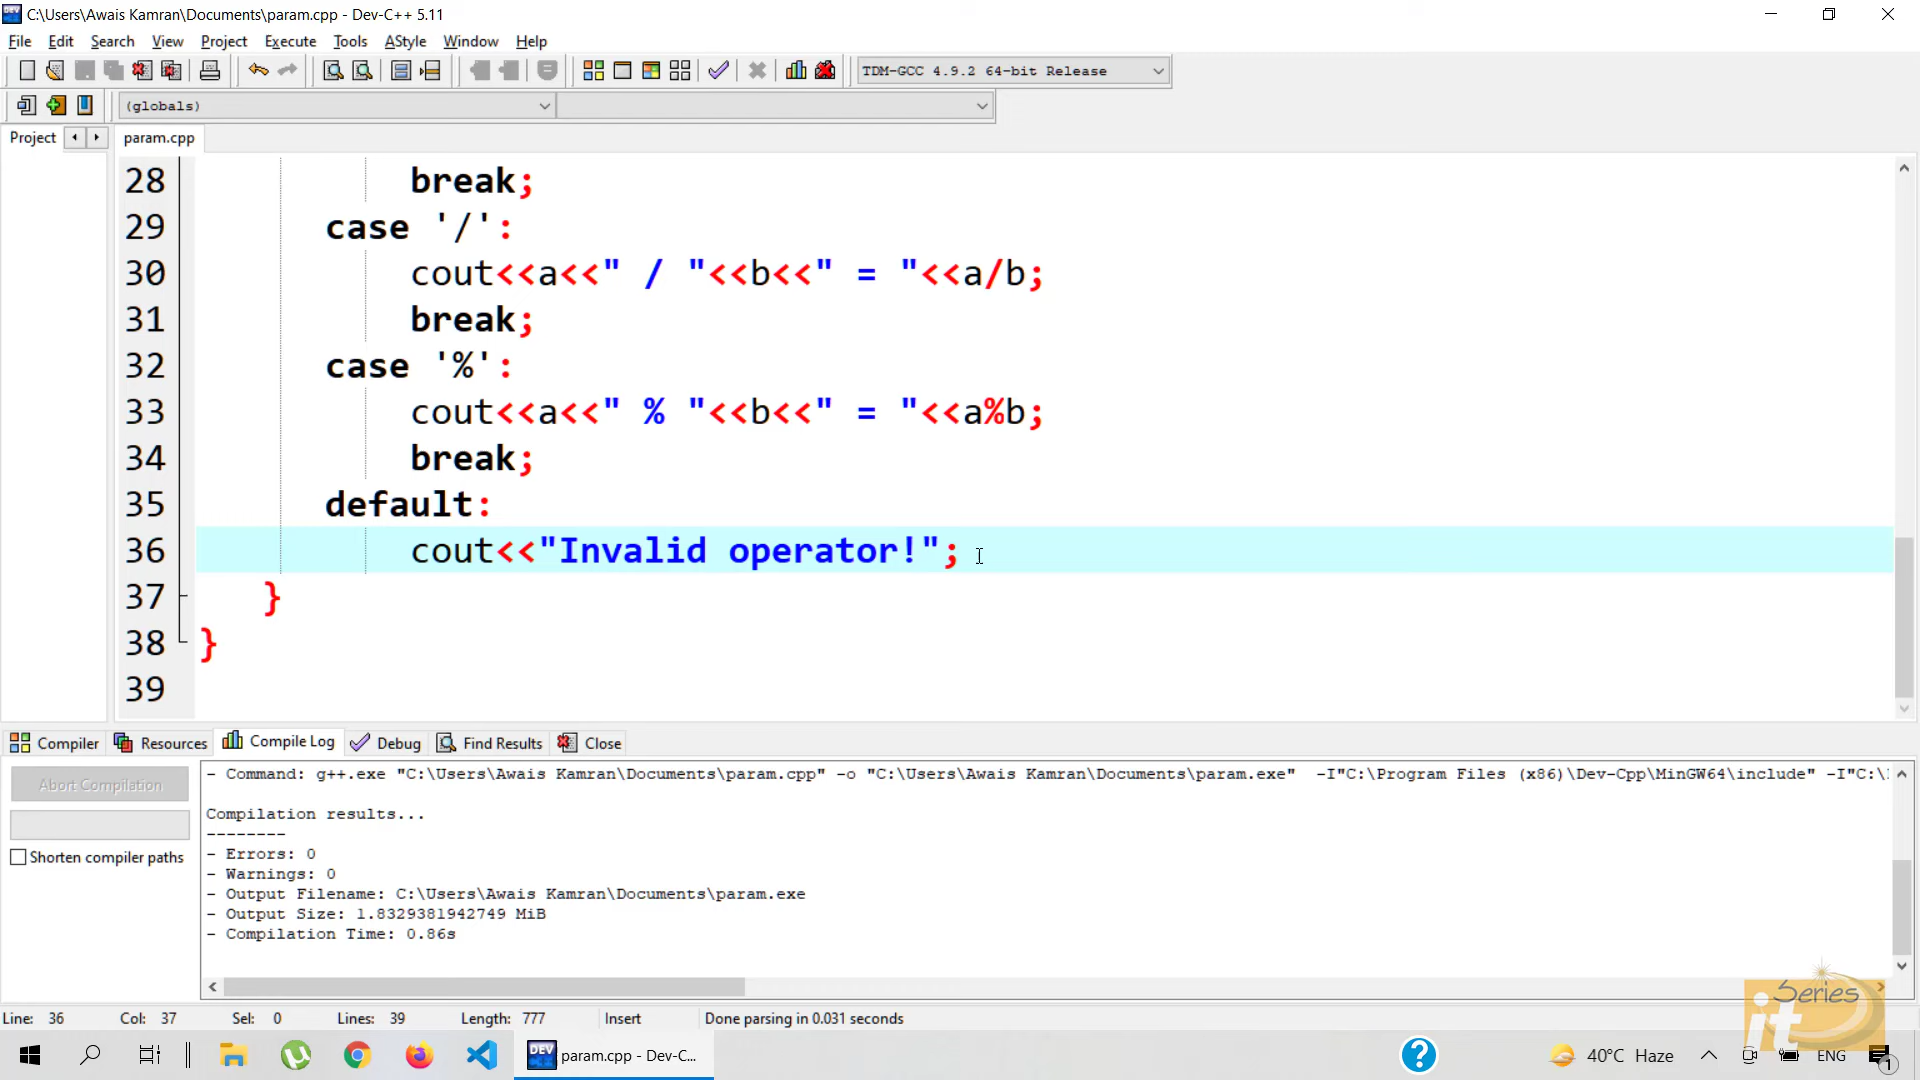 C:\Users\Awais Kamran\Documents\param.cpp - Dev-C++ 5.11
File Edit Search View Project Execute Tools AStyle Window Help
TDM-GCC 4.9.2 64-bit Release
(globals)
Project param.cpp
28 break;
29 case '/':
30 cout<<a<<" / "<<b<<" = "<<a/b;
31 break;
32 case '%':
33 cout<<a<<" % "<<b<<" = "<<a%b;
34 break;
35 default:
36 cout<<"Invalid operator!";
37 }
38 }
39
Compiler Resources Compile Log Debug Find Results Close
Abort Compilation
Shorten compiler paths
- Command: g++.exe "C:\Users\Awais Kamran\Documents\param.cpp" -o "C:\Users\Awais Kamran\Documents\param.exe" -I"C:\Program Files (x86)\Dev-Cpp\MinGW64\include" -I"C:\
Compilation results...
--------
- Errors: 0
- Warnings: 0
- Output Filename: C:\Users\Awais Kamran\Documents\param.exe
- Output Size: 1.8329381942749 MiB
- Compilation Time: 0.86s
Series
it
Line: 36 Col: 37 Sel: 0 Lines: 39 Length: 777 Insert Done parsing in 0.031 seconds
DEV param.cpp - Dev-C... ? 40°C Haze ENG 1